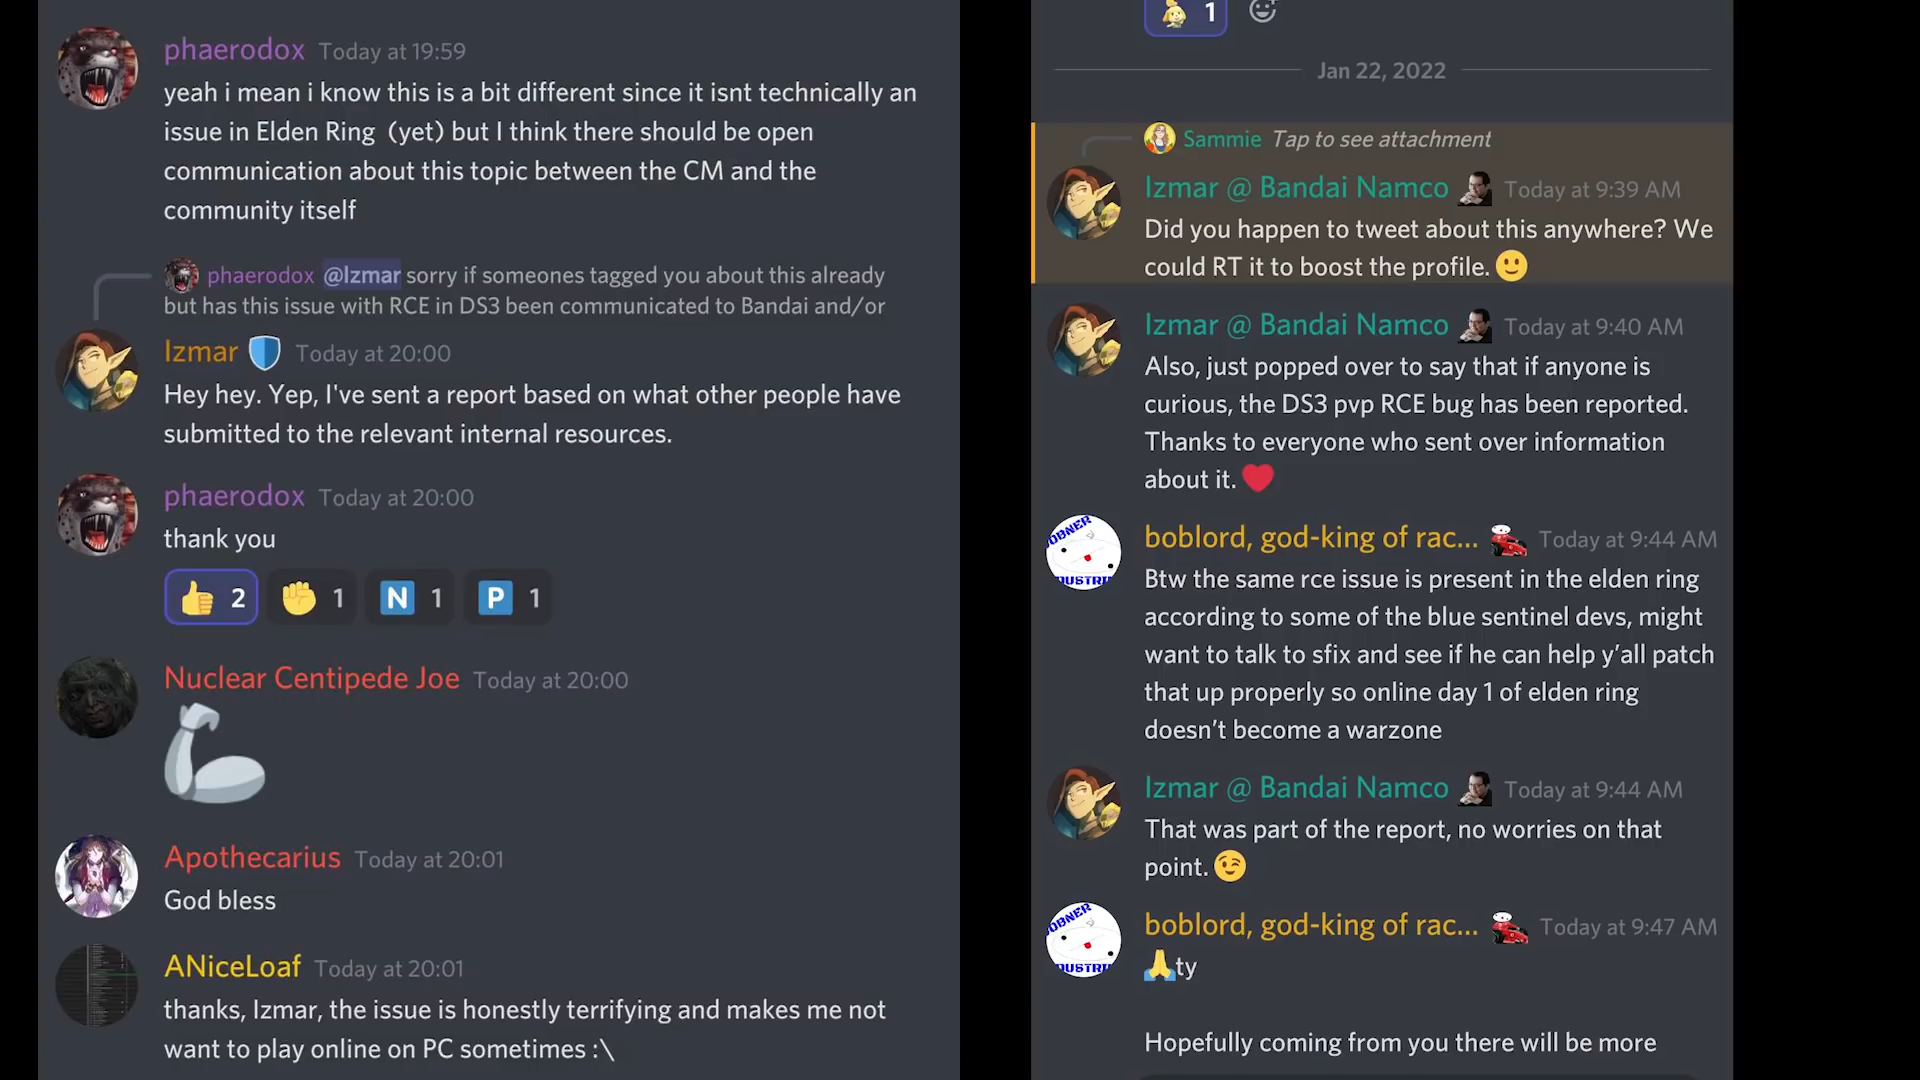 phaerodox Today at 19:59
yeah i mean i know this is a bit different since it isnt technically an
issue in Elden Ring (yet) but I think there should be open
communication about this topic between the CM and the
community itself
phaerodox @Izmar sorry if someones tagged you about this already
but has this issue with RCE in DS3 been communicated to Bandai and/or
Izmar Today at 20:00
Hey hey. Yep, I've sent a report based on what other people have
submitted to the relevant internal resources.
phaerodox Today at 20:00
thank you
2 1 N 1 P 1
Nuclear Centipede Joe Today at 20:00
Apothecarius Today at 20:01
God bless
ANiceLoaf Today at 20:01
thanks, Izmar, the issue is honestly terrifying and makes me not
want to play online on PC sometimes :\
1
Jan 22, 2022
Sammie Tap to see attachment
Izmar @ Bandai Namco Today at 9:39 AM
Did you happen to tweet about this anywhere? We
could RT it to boost the profile. 🙂
Izmar @ Bandai Namco Today at 9:40 AM
Also, just popped over to say that if anyone is
curious, the DS3 pvp RCE bug has been reported.
Thanks to everyone who sent over information
about it. ❤️
boblord, god-king of rac... Today at 9:44 AM
Btw the same rce issue is present in the elden ring
according to some of the blue sentinel devs, might
want to talk to sfix and see if he can help y’all patch
that up properly so online day 1 of elden ring
doesn’t become a warzone
Izmar @ Bandai Namco Today at 9:44 AM
That was part of the report, no worries on that
point. 😉
boblord, god-king of rac... Today at 9:47 AM
🙏ty
Hopefully coming from you there will be more